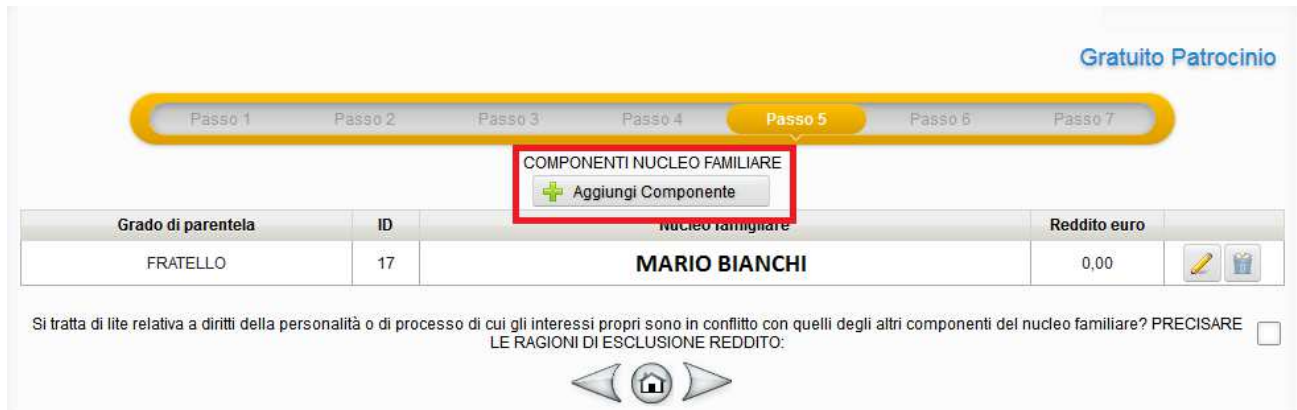 Gratuito Patrocinio
Passo 1 Passo 2 Passo 3 Passo 4 Passo 5 Passo 6 Passo 7
COMPONENTI NUCLEO FAMILIARE
Aggiungi Componente
Grado di parentela ID Nucleo famigliare Reddito euro
FRATELLO 17 MARIO BIANCHI 0,00
Si tratta di lite relativa a diritti della personalità o di processo di cui gli interessi propri sono in conflitto con quelli degli altri componenti del nucleo familiare? PRECISARE
LE RAGIONI DI ESCLUSIONE REDDITO: